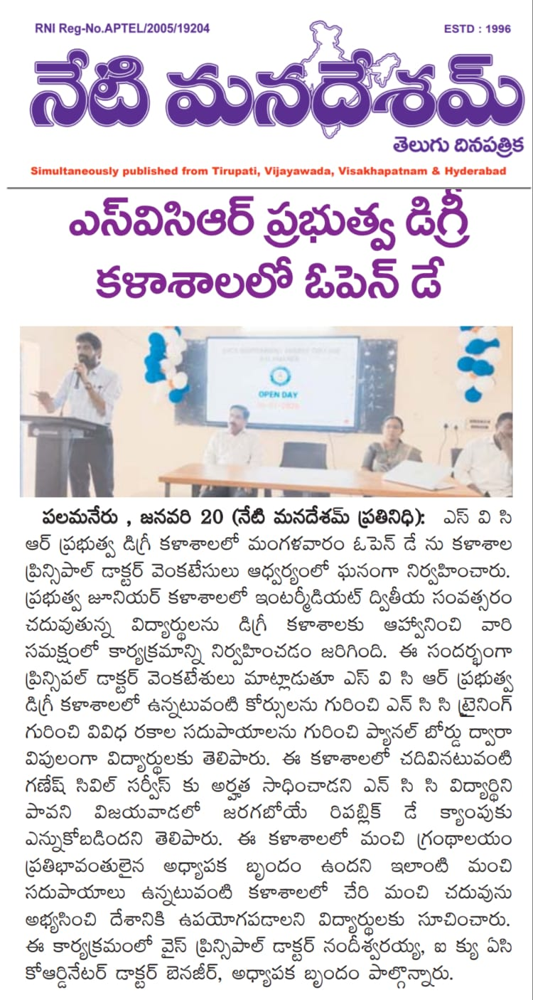 RNI Reg-No.APTEL/2005/19204
ESTD : 1996
నేటి మనదేశమ్
తెలుగు దినపత్రిక
Simultaneously published from Tirupati, Vijayawada, Visakhapatnam & Hyderabad
ఎస్‌విసిఆర్ ప్రభుత్వ డిగ్రీ
కళాశాలలో ఓపెన్ డే
OPEN DAY
పలమనేరు , జనవరి 20 (నేటి మనదేశమ్ ప్రతినిధి): ఎస్ వి సి
ఆర్ ప్రభుత్వ డిగ్రీ కళాశాలలో మంగళవారం ఓపెన్ డే ను కళాశాల
ప్రిన్సిపాల్ డాక్టర్ వెంకటేసులు ఆధ్వర్యంలో ఘనంగా నిర్వహించారు.
ప్రభుత్వ జూనియర్ కళాశాలలో ఇంటర్మీడియట్ ద్వితీయ సంవత్సరం
చదువుతున్న విద్యార్థులను డిగ్రీ కళాశాలకు ఆహ్వానించి వారి
సమక్షంలో కార్యక్రమాన్ని నిర్వహించడం జరిగింది. ఈ సందర్భంగా
ప్రిన్సిపల్ డాక్టర్ వెంకటేశులు మాట్లాడుతూ ఎస్ వి సి ఆర్ ప్రభుత్వ
డిగ్రీ కళాశాలలో ఉన్నటువంటి కోర్సులను గురించి ఎన్ సి సి ట్రైనింగ్
గురించి వివిధ రకాల సదుపాయాలను గురించి ప్యానల్ బోర్డు ద్వారా
విపులంగా విద్యార్థులకు తెలిపారు. ఈ కళాశాలలో చదివినటువంటి
గణేష్ సివిల్ సర్వీస్ కు అర్హత సాధించాడని ఎన్ సి సి విద్యార్థిని
పావని విజయవాడలో జరగబోయే రిపబ్లిక్ డే క్యాంపుకు
ఎన్నుకోబడిందని తెలిపారు. ఈ కళాశాలలో మంచి గ్రంథాలయం
ప్రతిభావంతులైన అధ్యాపక బృందం ఉందని ఇలాంటి మంచి
సదుపాయాలు ఉన్నటువంటి కళాశాలలో చేరి మంచి చదువును
అభ్యసించి దేశానికి ఉపయోగపడాలని విద్యార్థులకు సూచించారు.
ఈ కార్యక్రమంలో వైస్ ప్రిన్సిపాల్ డాక్టర్ నందీశ్వరయ్య, ఐ క్యు ఏసి
కోఆర్డినేటర్ డాక్టర్ బెనజీర్, అధ్యాపక బృందం పాల్గొన్నారు.